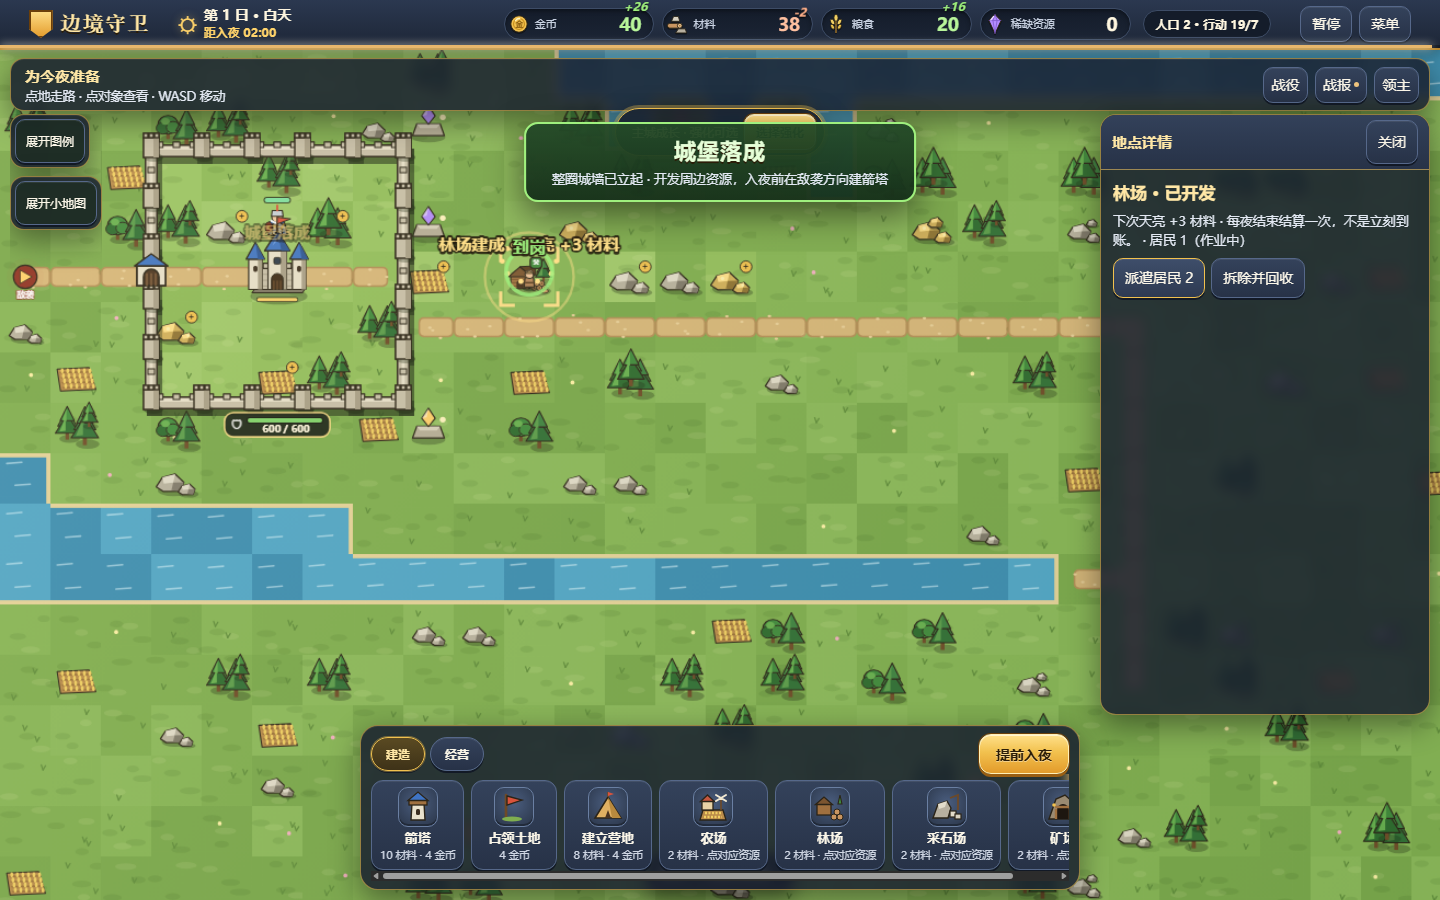 边境守卫
第 1 日 • 白天
距入夜 02:00
金币 40 +26
材料 38 -2
粮食 20 +16
稀缺资源 0
人口 2 • 行动 19/7
暂停
菜单
为今夜准备
点地走路 · 点对象查看 · WASD 移动
战役
战报
领主
展开图例
展开小地图
城堡落成
整圈城墙已立起 · 开发周边资源，入夜前在敌袭方向建箭塔
地点详情
关闭
林场 • 已开发
下次天亮 +3 材料 · 每夜结束结算一次，不是立刻到
账。 · 居民 1（作业中）
派遣居民 2
拆除并回收
城堡落成
林场建成
到岗
+3 材料
600 / 600
建造
经营
提前入夜
箭塔
10 材料 · 4 金币
占领土地
4 金币
建立营地
8 材料 · 4 金币
农场
2 材料 · 点对应资源
林场
2 材料 · 点对应资源
采石场
2 材料 · 点对应资源
2 材料 · 点